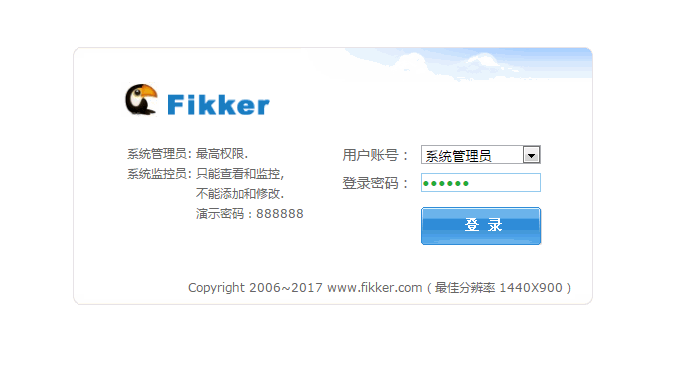 Fikker
系统管理员: 最高权限.
系统监控员: 只能查看和监控,
不能添加和修改.
演示密码：888888
用户账号： 系统管理员
登录密码： ●●●●●●
登 录
Copyright 2006~2017 www.fikker.com ( 最佳分辨率 1440X900 )